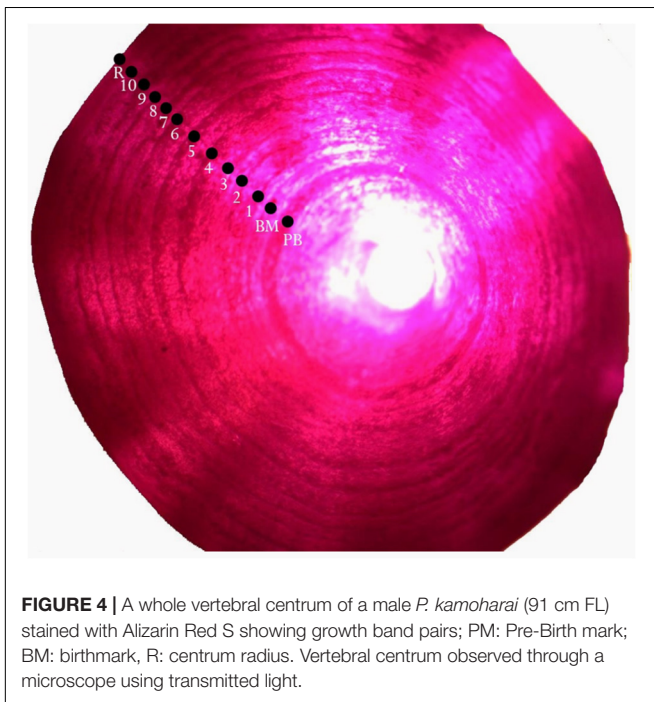 R
10
9
8
7
6
5
4
3
2
1
BM
PB
FIGURE 4 | A whole vertebral centrum of a male P. kamoharai (91 cm FL)
stained with Alizarin Red S showing growth band pairs; PM: Pre-Birth mark;
BM: birthmark, R: centrum radius. Vertebral centrum observed through a
microscope using transmitted light.